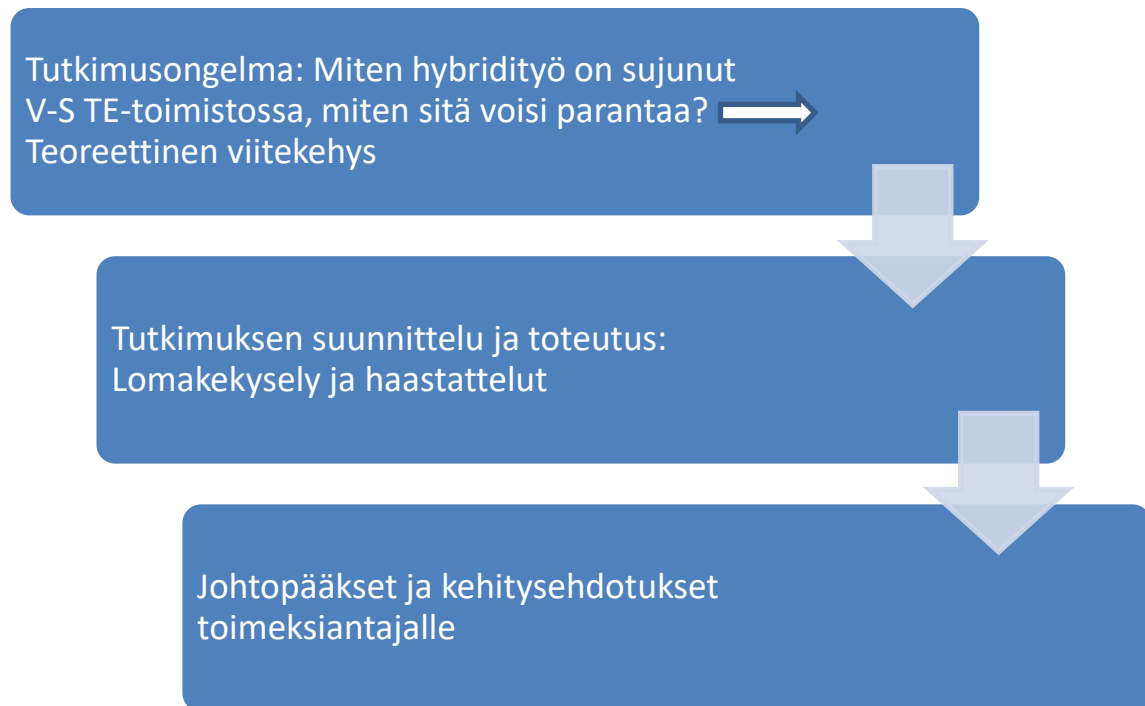 Tutkimusongelma: Miten hybridityö on sujunut
V-S TE-toimistossa, miten sitä voisi parantaa?
Teoreettinen viitekehys
Tutkimuksen suunnittelu ja toteutus:
Lomakekysely ja haastattelut
Johtopääkset ja kehitysehdotukset
toimeksiantajalle